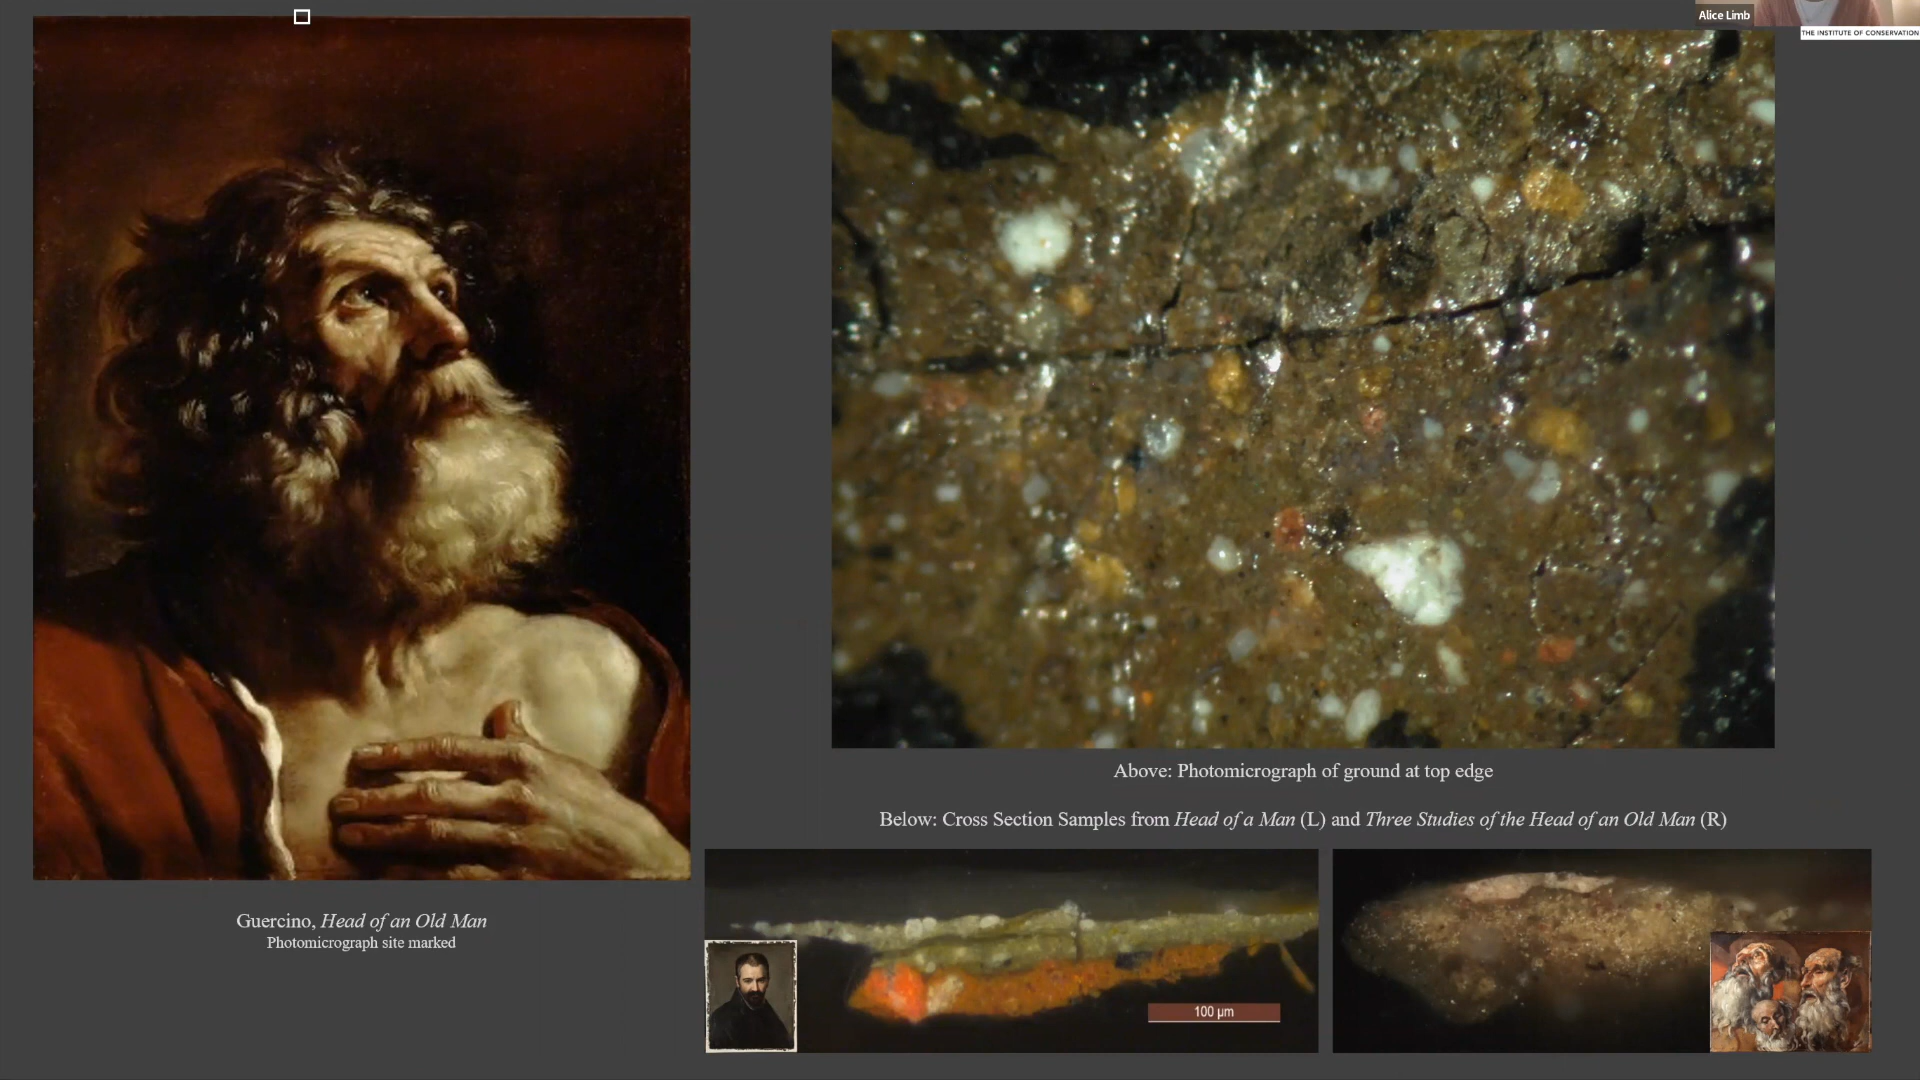 Alice Limb
THE INSTITUTE OF CONSERVATION
Above: Photomicrograph of ground at top edge
Below: Cross Section Samples from Head of a Man (L) and Three Studies of the Head of an Old Man (R)
Guercino, Head of an Old Man
Photomicrograph site marked
100 µm